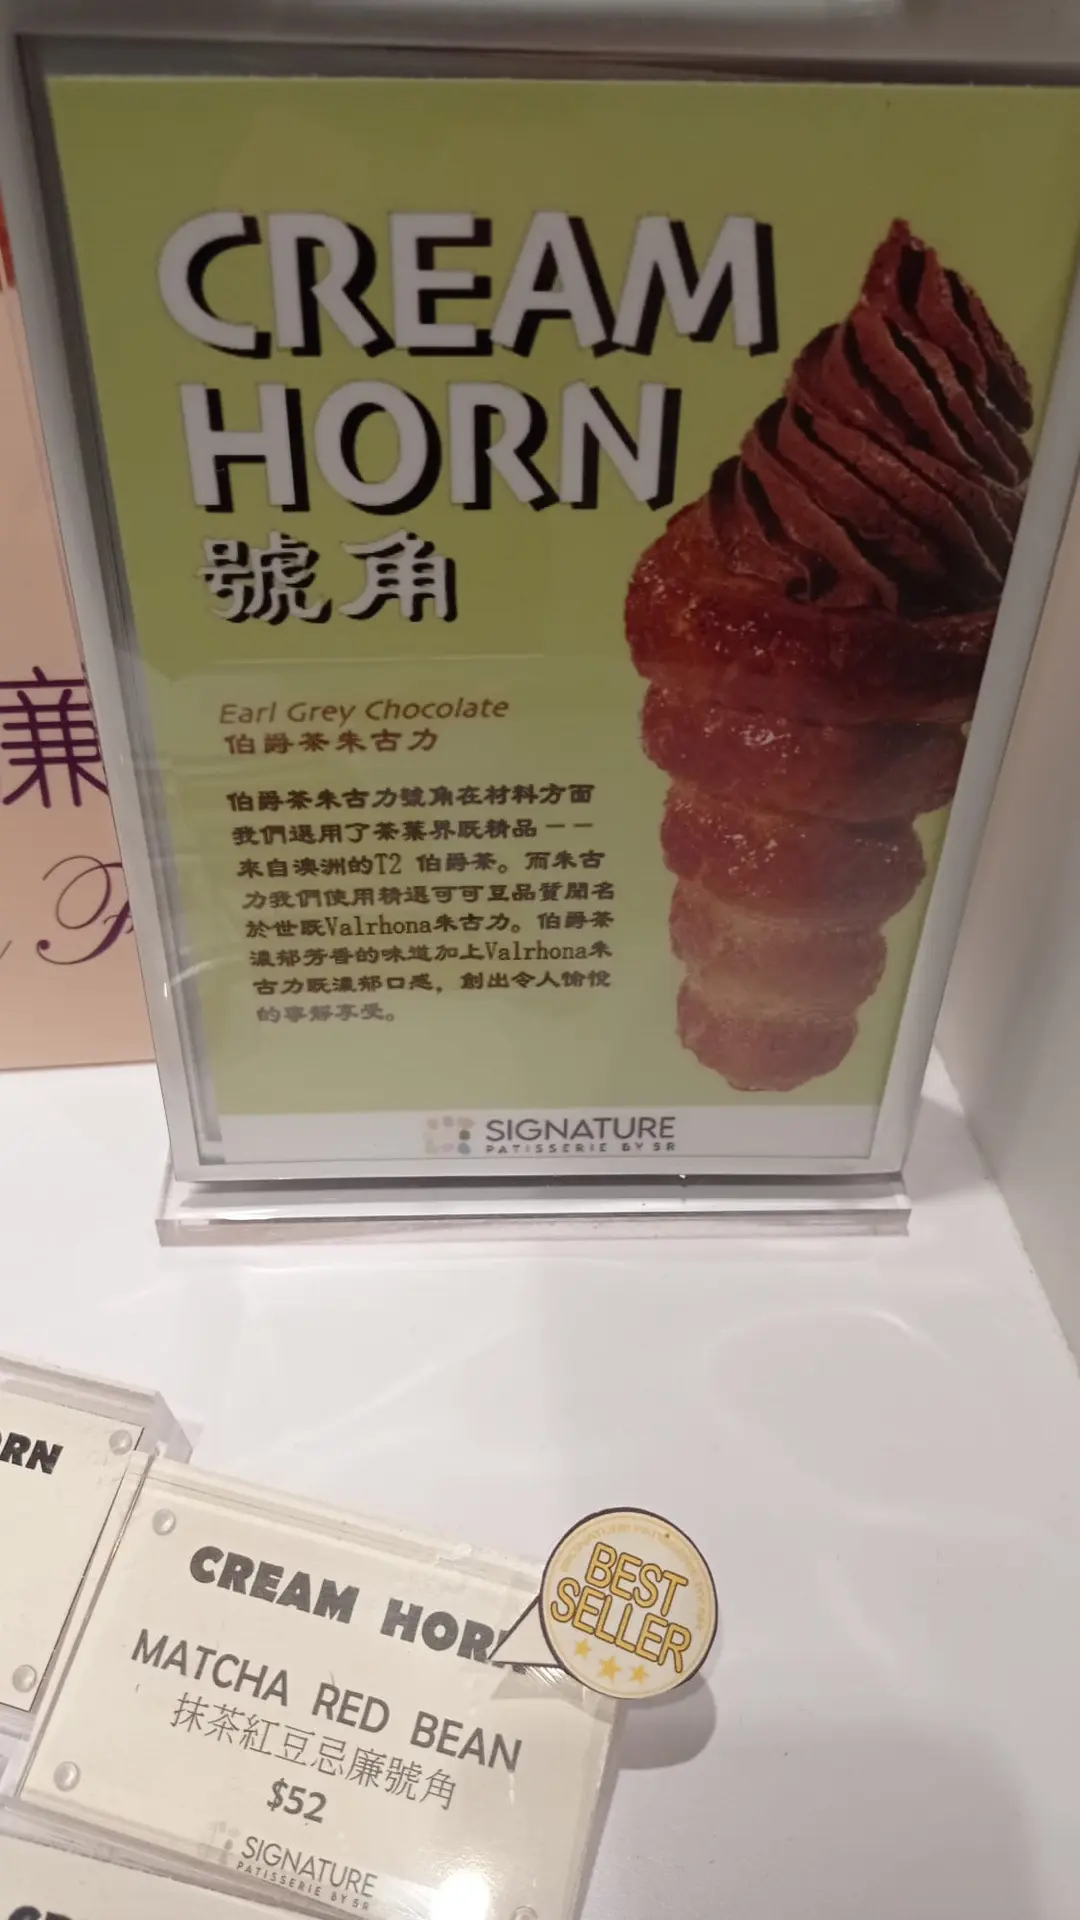 CREAM
HORN
號角
Earl Grey Chocolate
伯爵茶朱古力
伯爵茶朱古力號角在材料方面
我們選用了茶葉界既精品－－
來自澳洲的T2 伯爵茶。而朱古
力我們使用精選可可豆品質聞名
於世既Valrhona朱古力。伯爵茶
濃郁芳香的味道加上Valrhona朱
古力既濃郁口感，創出令人愉悅
的寧靜享受。
SIGNATURE
PATISSERIE BY SR
廉
RN
CREAM HORN
MATCHA RED BEAN
抹茶紅豆忌廉號角
$52
SIGNATURE
PATISSERIE BY SR
BEST
SELLER